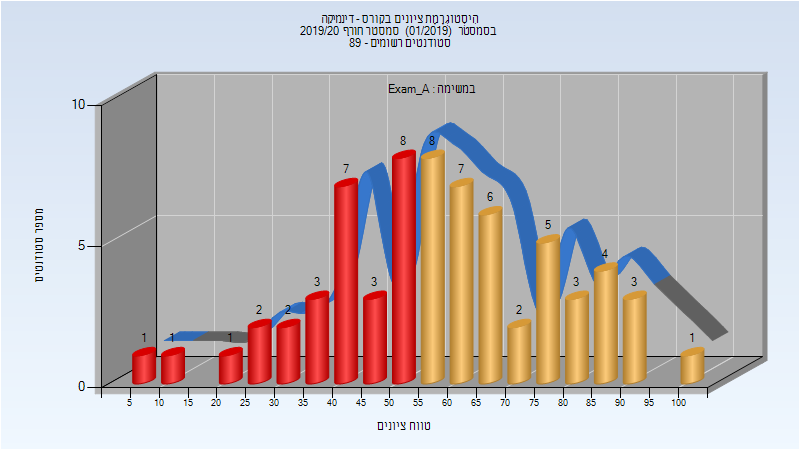 היסטוגרמת ציונים בקורס - דינמיקה
בסמסטר (01/2019) סמסטר חורף 2019/20
סטודנטים רשומים - 89
במשימה : Exam_A
מספר סטודנטים
10
5
0
1 1 1 2 2 3 7 3 8 8 7 6 2 5 3 4 3 1
5 10 15 20 25 30 35 40 45 50 55 60 65 70 75 80 85 90 95 100
טווח ציונים